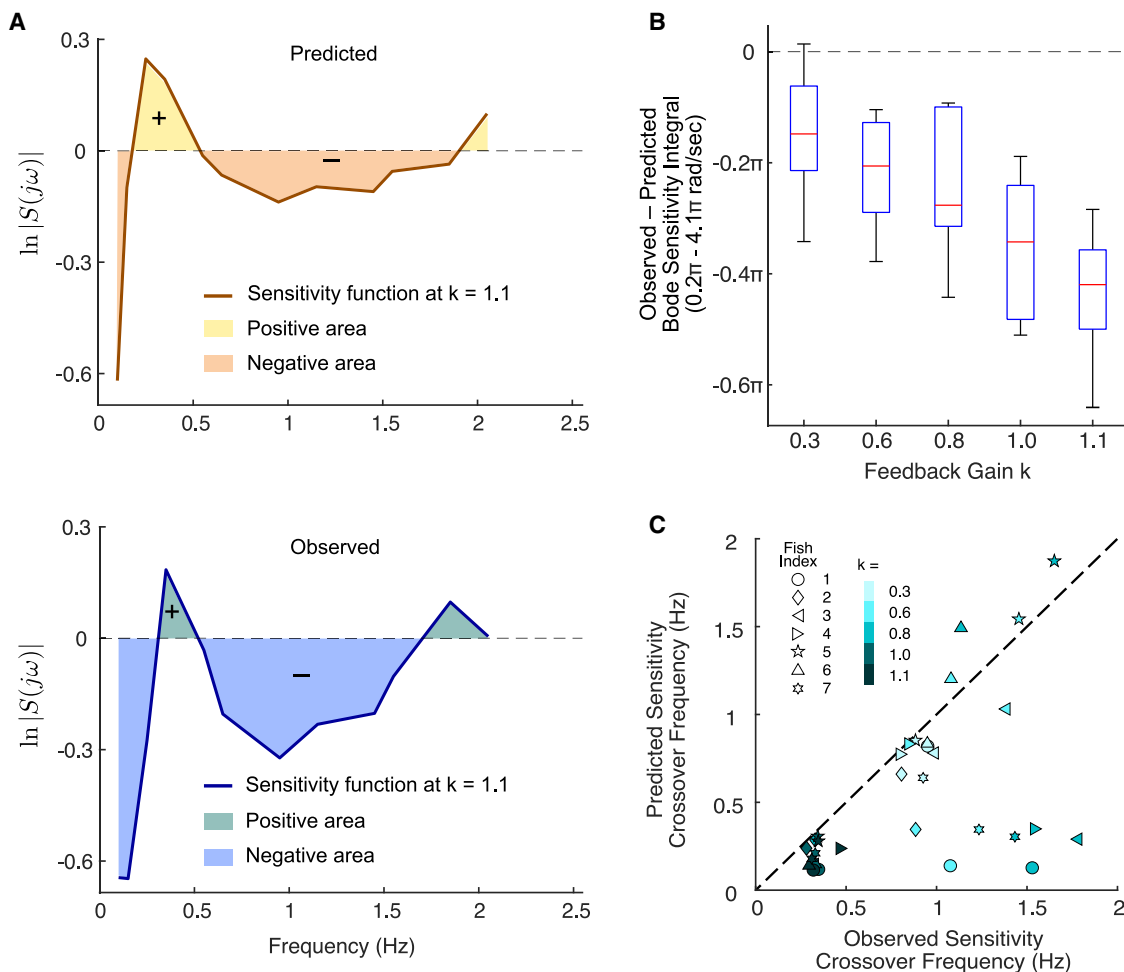 A
Predicted
0.3
0
-0.3
-0.6
ln |S(jω)|
+
−
Sensitivity function at k = 1.1
Positive area
Negative area
0
0.5
1
1.5
2
2.5
Observed
0.3
0
-0.3
-0.6
ln |S(jω)|
+
−
Sensitivity function at k = 1.1
Positive area
Negative area
0
0.5
1
1.5
2
2.5
Frequency (Hz)
B
Observed – Predicted
Bode Sensitivity Integral
(0.2π - 4.1π rad/sec)
0
-0.2π
-0.4π
-0.6π
0.3
0.6
0.8
1.0
1.1
Feedback Gain k
C
Predicted Sensitivity
Crossover Frequency (Hz)
2
1.5
1
0.5
0
Fish
Index
1
2
3
4
5
6
7
k =
0.3
0.6
0.8
1.0
1.1
0
0.5
1
1.5
2
Observed Sensitivity
Crossover Frequency (Hz)